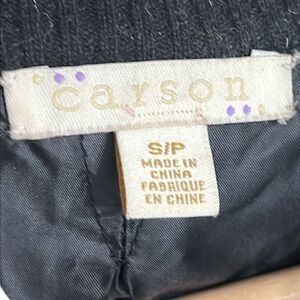 carson
S/P
MADE IN
CHINA
FABRIQUE
EN CHINE